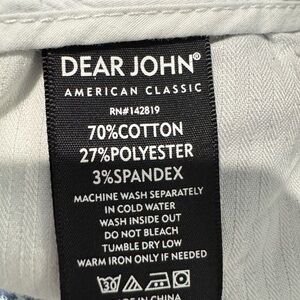 DEAR JOHN®
AMERICAN CLASSIC
RN#142819
70%COTTON
27%POLYESTER
3%SPANDEX
MACHINE WASH SEPARATELY
IN COLD WATER
WASH INSIDE OUT
DO NOT BLEACH
TUMBLE DRY LOW
WARM IRON ONLY IF NEEDED
30
MADE IN CHINA